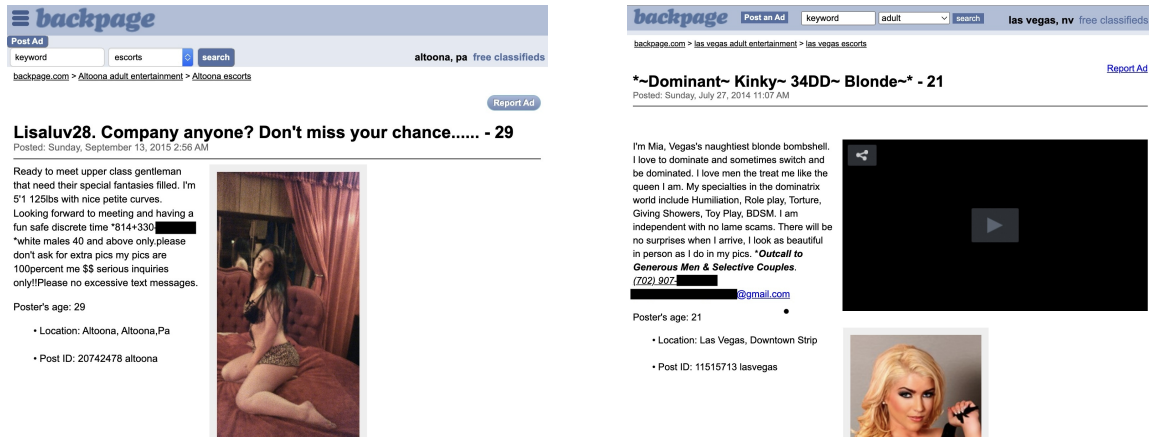 backpage
Post Ad
keyword escorts search altoona, pa free classifieds
backpage.com > Altoona adult entertainment > Altoona escorts
Report Ad
Lisaluv28. Company anyone? Don't miss your chance...... - 29
Posted: Sunday, September 13, 2015 2:56 AM
Ready to meet upper class gentleman
that need their special fantasies filled. I'm
5'1 125lbs with nice petite curves.
Looking forward to meeting and having a
fun safe discrete time *814+330-
*white males 40 and above only,please
don't ask for extra pics my pics are
100percent me $$ serious inquiries
only!!Please no excessive text messages.
Poster's age: 29
• Location: Altoona, Altoona,Pa
• Post ID: 20742478 altoona
backpage Post an Ad keyword adult search las vegas, nv free classifieds
backpage.com > las vegas adult entertainment > las vegas escorts
Report Ad
*~Dominant~ Kinky~ 34DD~ Blonde~* - 21
Posted: Sunday, July 27, 2014 11:07 AM
I'm Mia, Vegas's naughtiest blonde bombshell.
I love to dominate and sometimes switch and
be dominated. I love men the treat me like the
queen I am. My specialties in the dominatrix
world include Humiliation, Role play, Torture,
Giving Showers, Toy Play, BDSM. I am
independent with no lame scams. There will be
no surprises when I arrive, I look as beautiful
in person as I do in my pics. *Outcall to
Generous Men & Selective Couples.
(702) 907-
@gmail.com
Poster's age: 21
• Location: Las Vegas, Downtown Strip
• Post ID: 11515713 lasvegas